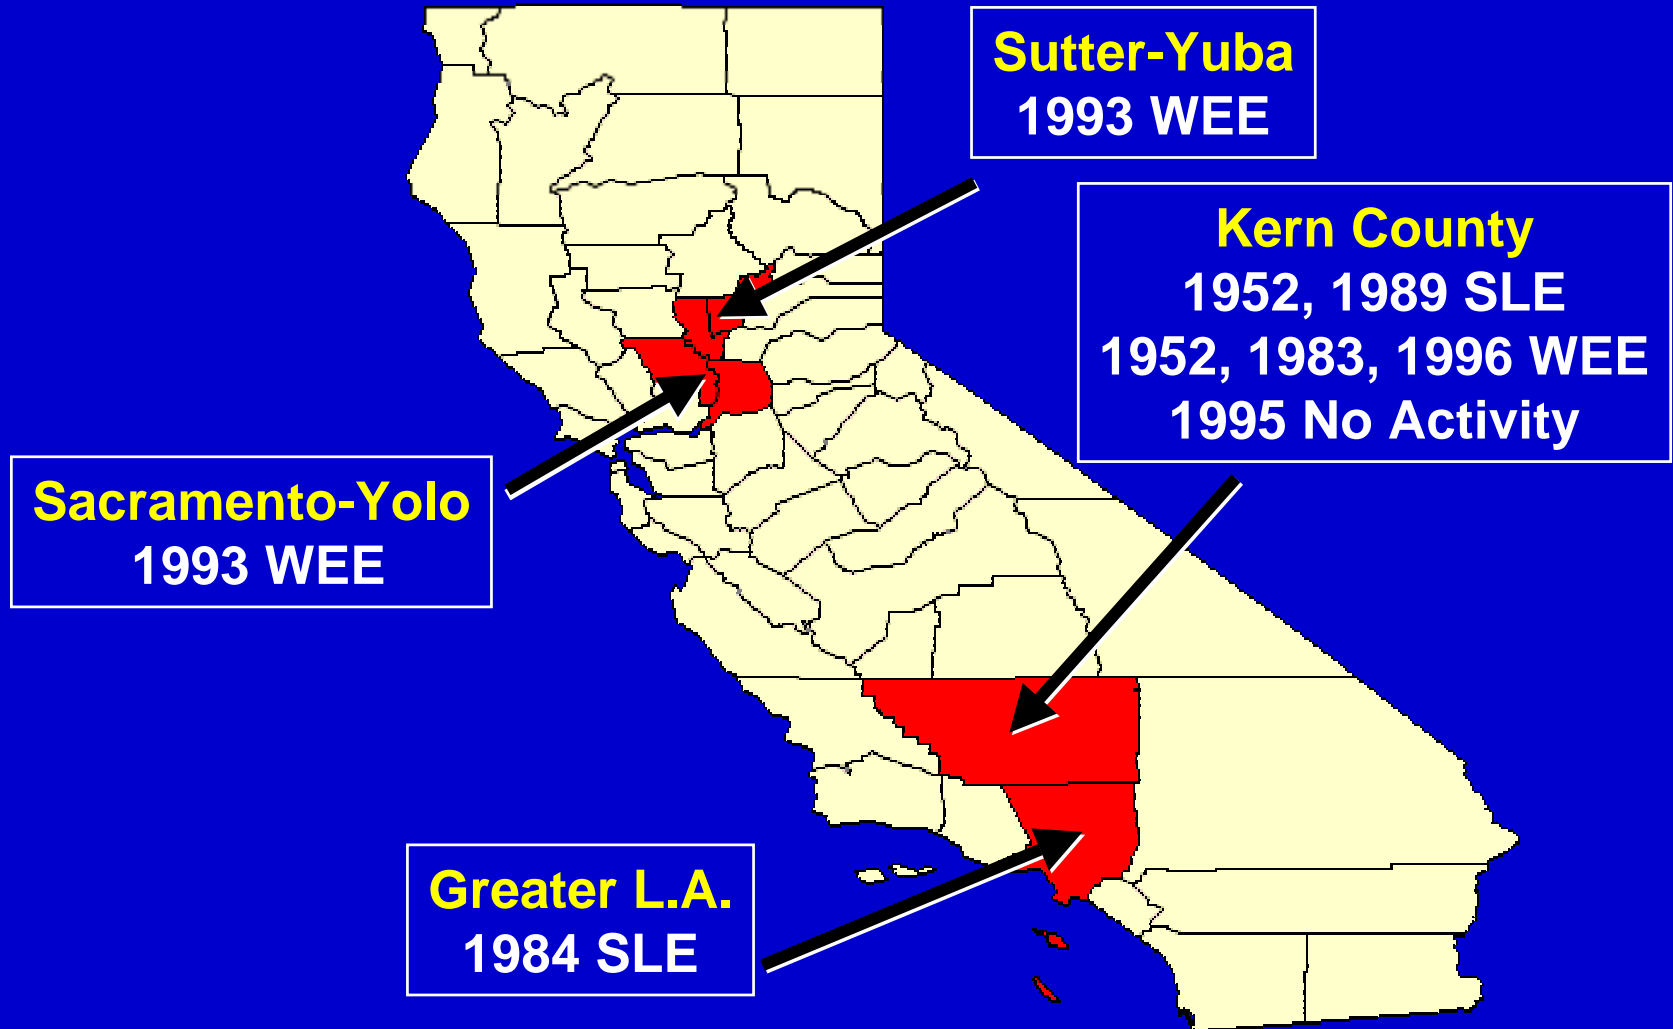 Sutter-Yuba
1993 WEE
Kern County
1952, 1989 SLE
1952, 1983, 1996 WEE
1995 No Activity
Sacramento-Yolo
1993 WEE
Greater L.A.
1984 SLE